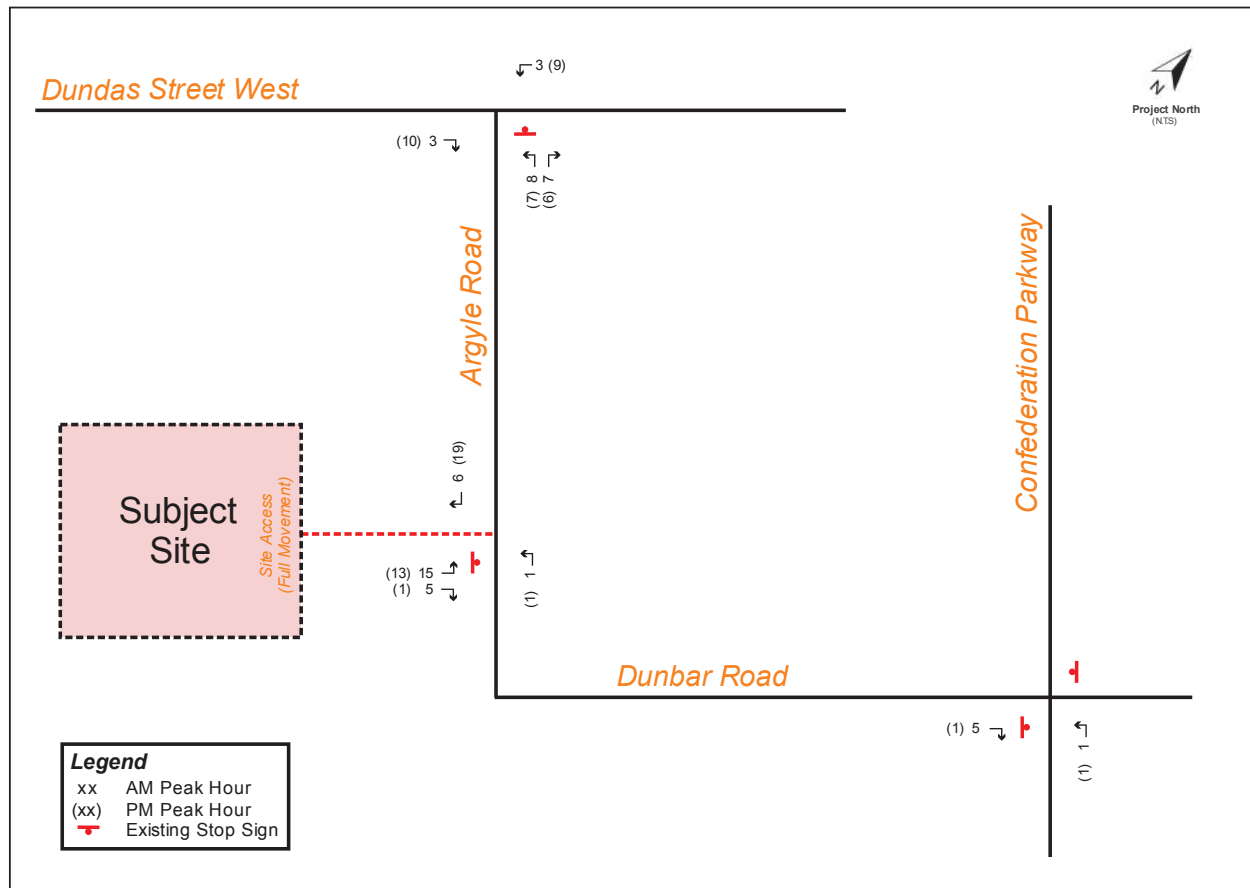 3 (9)
Dundas Street West
N
Project North
(N.T.S)
(10) 3
(7) 8
(6) 7
Argyle Road
Confederation Parkway
6 (19)
Subject
Site
Site Access
(Full Movement)
(13) 15
(1) 5
(1) 1
Dunbar Road
(1) 5
(1) 1
Legend
xx AM Peak Hour
(xx) PM Peak Hour
Existing Stop Sign